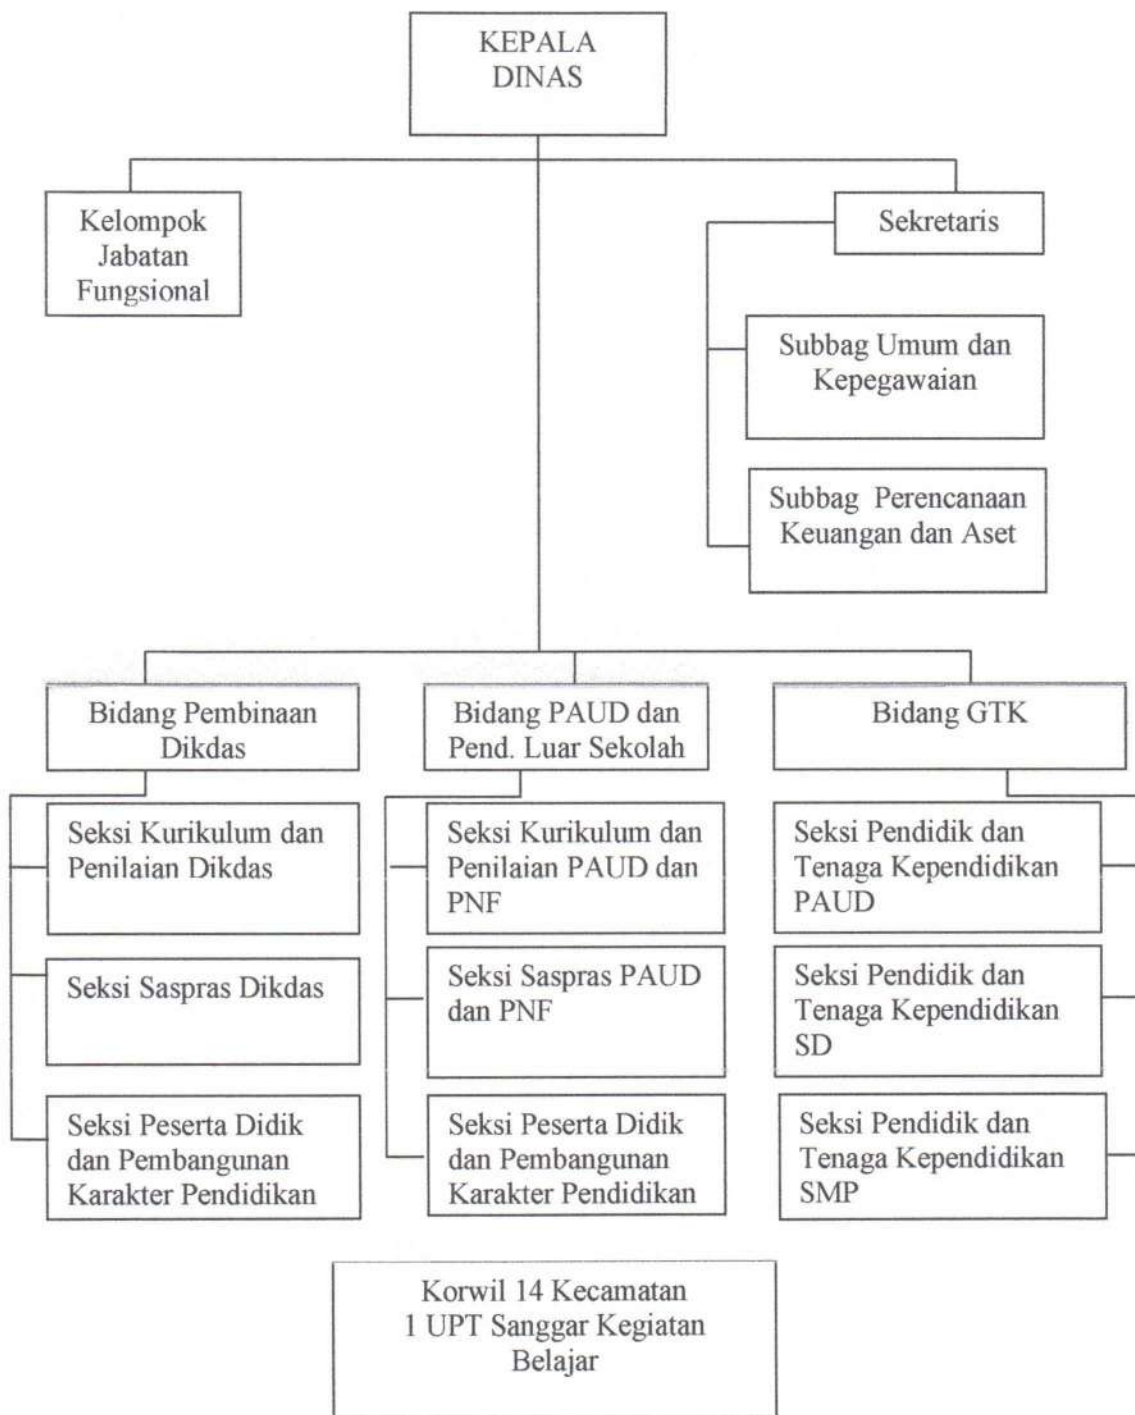 KEPALA
DINAS
Kelompok
Jabatan
Fungsional
Sekretaris
Subbag Umum dan
Kepegawaian
Subbag Perencanaan
Keuangan dan Aset
Bidang Pembinaan
Dikdas
Bidang PAUD dan
Pend. Luar Sekolah
Bidang GTK
Seksi Kurikulum dan
Penilaian Dikdas
Seksi Kurikulum dan
Penilaian PAUD dan
PNF
Seksi Pendidik dan
Tenaga Kependidikan
PAUD
Seksi Saspras Dikdas
Seksi Saspras PAUD
dan PNF
Seksi Pendidik dan
Tenaga Kependidikan
SD
Seksi Peserta Didik
dan Pembangunan
Karakter Pendidikan
Seksi Peserta Didik
dan Pembangunan
Karakter Pendidikan
Seksi Pendidik dan
Tenaga Kependidikan
SMP
Korwil 14 Kecamatan
1 UPT Sanggar Kegiatan
Belajar